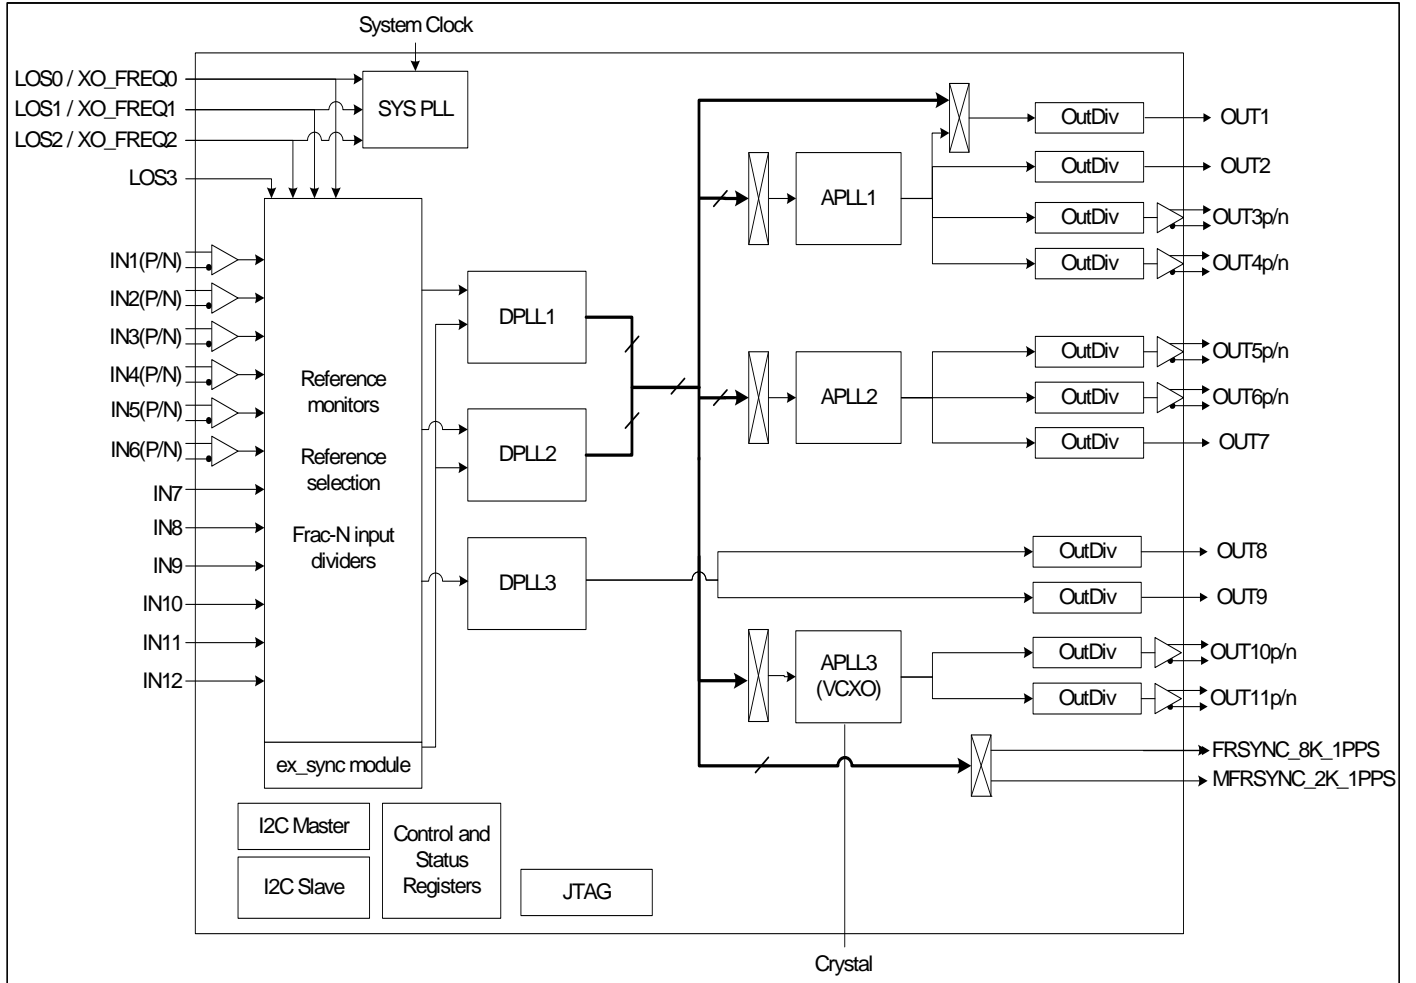 System Clock
LOS0 / XO_FREQ0
LOS1 / XO_FREQ1
LOS2 / XO_FREQ2
LOS3
SYS PLL
IN1(P/N)
IN2(P/N)
IN3(P/N)
IN4(P/N)
IN5(P/N)
IN6(P/N)
IN7
IN8
IN9
IN10
IN11
IN12
Reference
monitors
Reference
selection
Frac-N input
dividers
ex_sync module
DPLL1
DPLL2
DPLL3
APLL1
APLL2
APLL3
(VCXO)
OutDiv
OUT1
OutDiv
OUT2
OutDiv
OUT3p/n
OutDiv
OUT4p/n
OutDiv
OUT5p/n
OutDiv
OUT6p/n
OutDiv
OUT7
OutDiv
OUT8
OutDiv
OUT9
OutDiv
OUT10p/n
OutDiv
OUT11p/n
FRSYNC_8K_1PPS
MFRSYNC_2K_1PPS
I2C Master
I2C Slave
Control and
Status
Registers
JTAG
Crystal